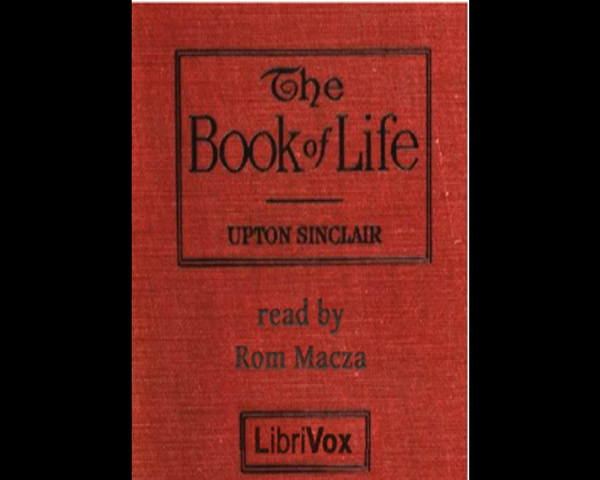 The
Book of Life
UPTON SINCLAIR
read by
Rom Macza
LibriVox